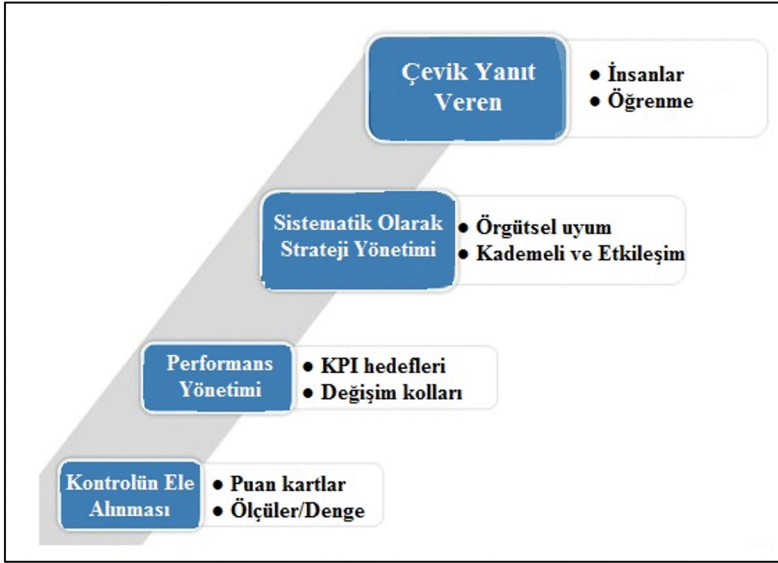 Çevik Yanıt
Veren
● İnsanlar
● Öğrenme
Sistematik Olarak
Strateji Yönetimi
● Örgütsel uyum
● Kademeli ve Etkileşim
Performans
Yönetimi
● KPI hedefleri
● Değişim kolları
Kontrolün Ele
Alınması
● Puan kartlar
● Ölçüler/Denge